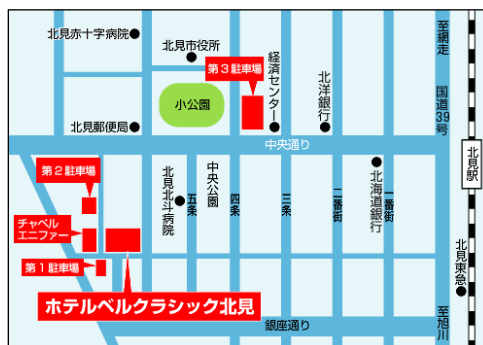 北見赤十字病院
北見市役所
第3駐車場
経済センター
北洋銀行
至網走
国道39号
小公園
北見郵便局
中央通り
北見駅
第2駐車場
チャペル
エニファー
第1駐車場
北見北斗病院
五条
中央公園
四条
三条
二番街
北海道銀行
一番街
北見東急
ホテルベルクラシック北見
銀座通り
至旭川